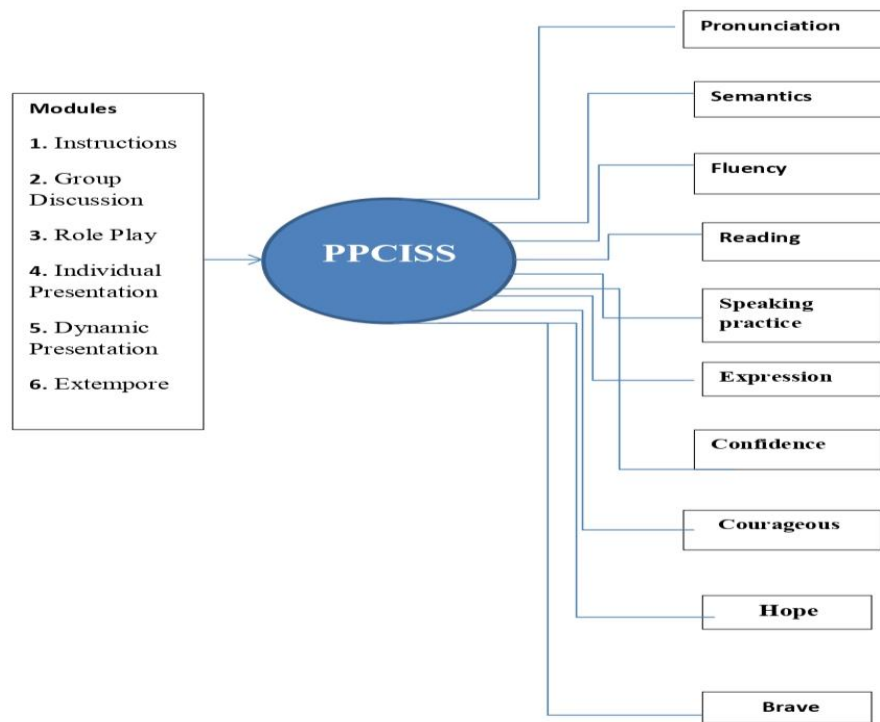 Modules
1. Instructions
2. Group
Discussion
3. Role Play
4. Individual
Presentation
5. Dynamic
Presentation
6. Extempore
PPCISS
Pronunciation
Semantics
Fluency
Reading
Speaking
practice
Expression
Confidence
Courageous
Hope
Brave